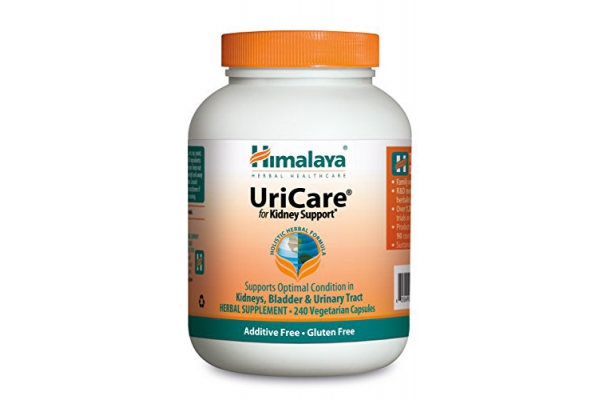 Himalaya®
HERBAL HEALTHCARE
UriCare®
for Kidney Support*
HOLISTIC HERBAL FORMULA
Supports Optimal Condition in
Kidneys, Bladder & Urinary Tract
HERBAL SUPPLEMENT • 240 Vegetarian Capsules
Additive Free • Gluten Free